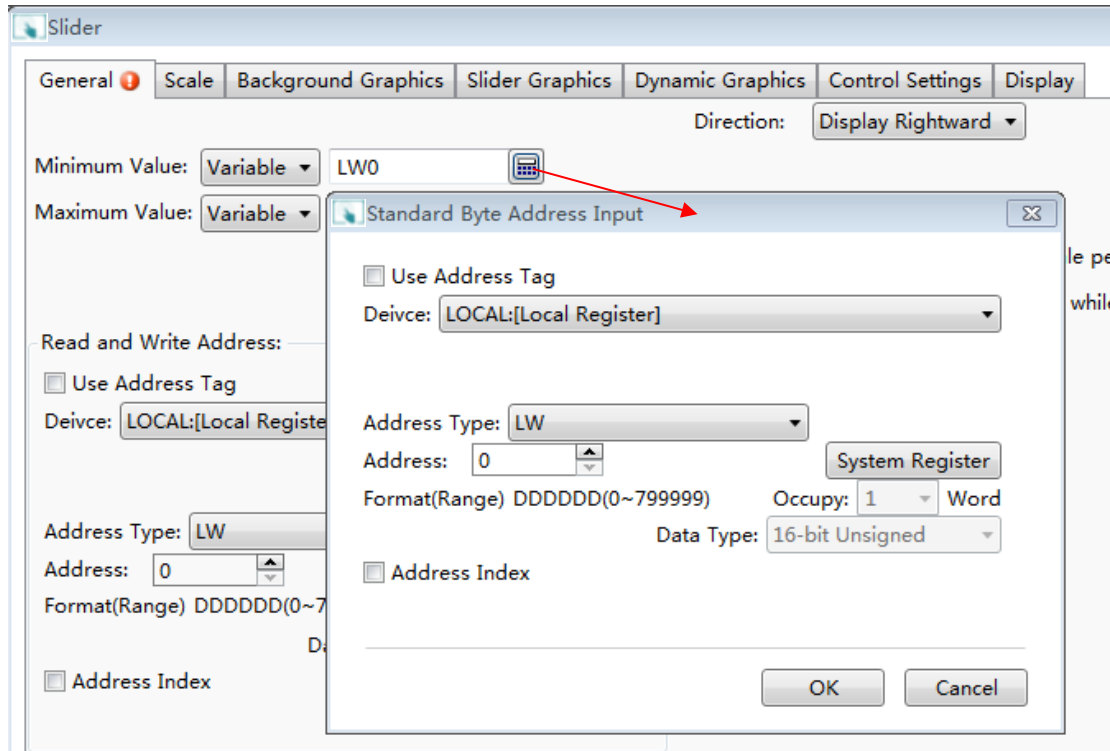 Slider
General Scale Background Graphics Slider Graphics Dynamic Graphics Control Settings Display
Direction: Display Rightward
Minimum Value: Variable LW0
Maximum Value: Variable
Standard Byte Address Input
Use Address Tag
Deivce: LOCAL:[Local Register]
Address Type: LW
Address: 0 System Register
Format(Range) DDDDDD(0~799999) Occupy: 1 Word
Data Type: 16-bit Unsigned
Address Index
OK Cancel
le pe
while
Read and Write Address:
Use Address Tag
Deivce: LOCAL:[Local Registe
Address Type: LW
Address: 0
Format(Range) DDDDDD(0~7
Da
Address Index